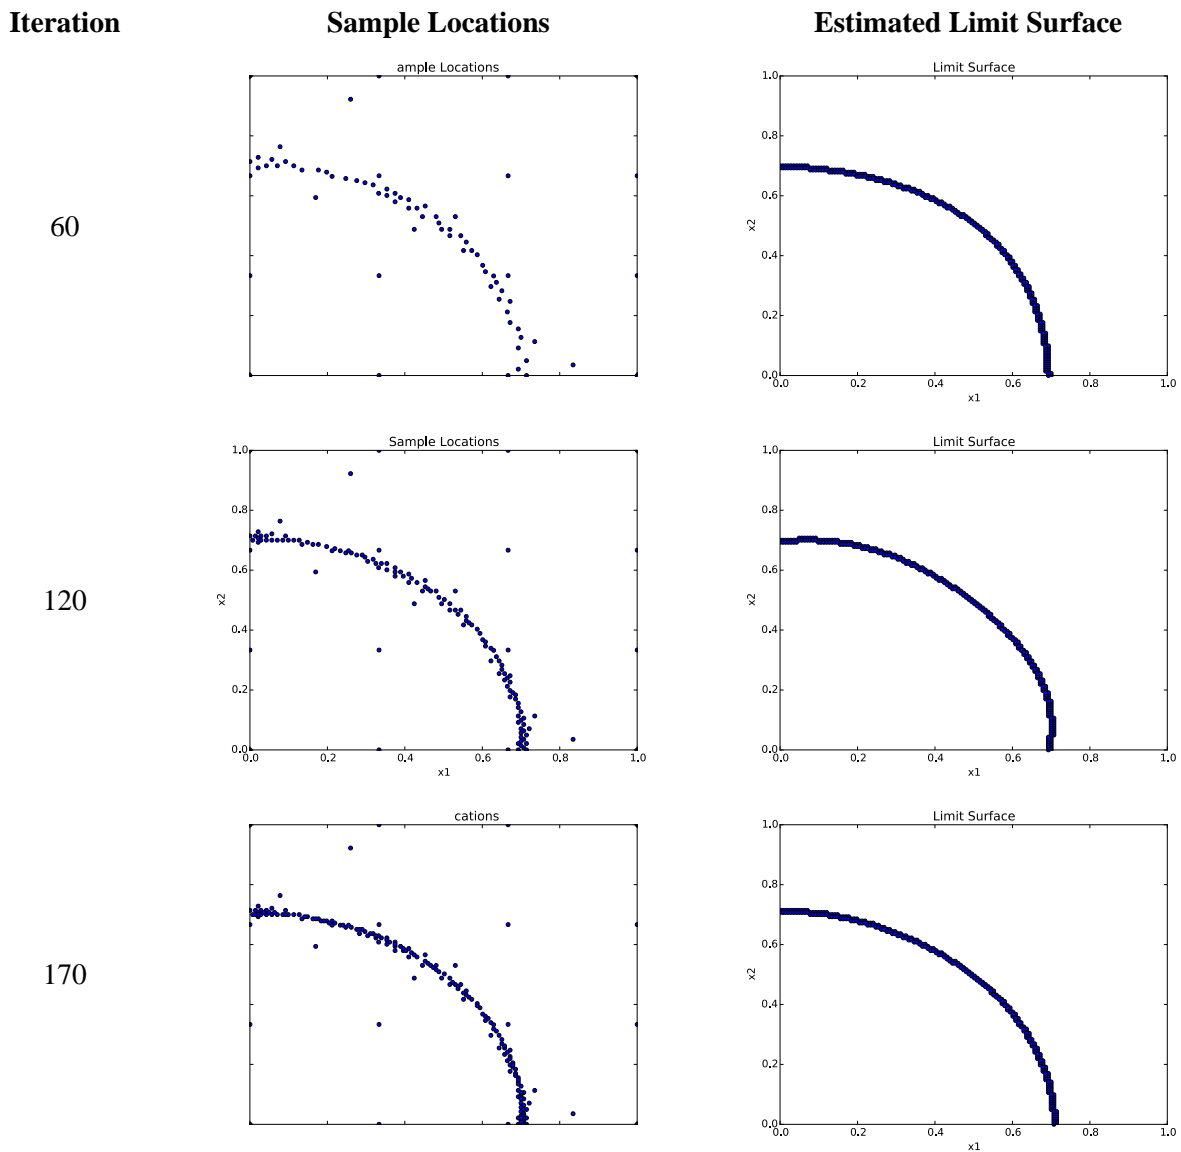 Iteration Sample Locations Estimated Limit Surface
ample Locations
Limit Surface
1.0
0.8
0.6
0.4
0.2
0.0
x2
0.0 0.2 0.4 0.6 0.8 1.0
x1
60
Sample Locations
1.0
0.8
0.6
0.4
0.2
0.0
x2
0.0 0.2 0.4 0.6 0.8 1.0
x1
Limit Surface
1.0
0.8
0.6
0.4
0.2
0.0
x2
0.0 0.2 0.4 0.6 0.8 1.0
x1
120
cations
Limit Surface
1.0
0.8
0.6
0.4
0.2
0.0
x2
0.0 0.2 0.4 0.6 0.8 1.0
x1
170